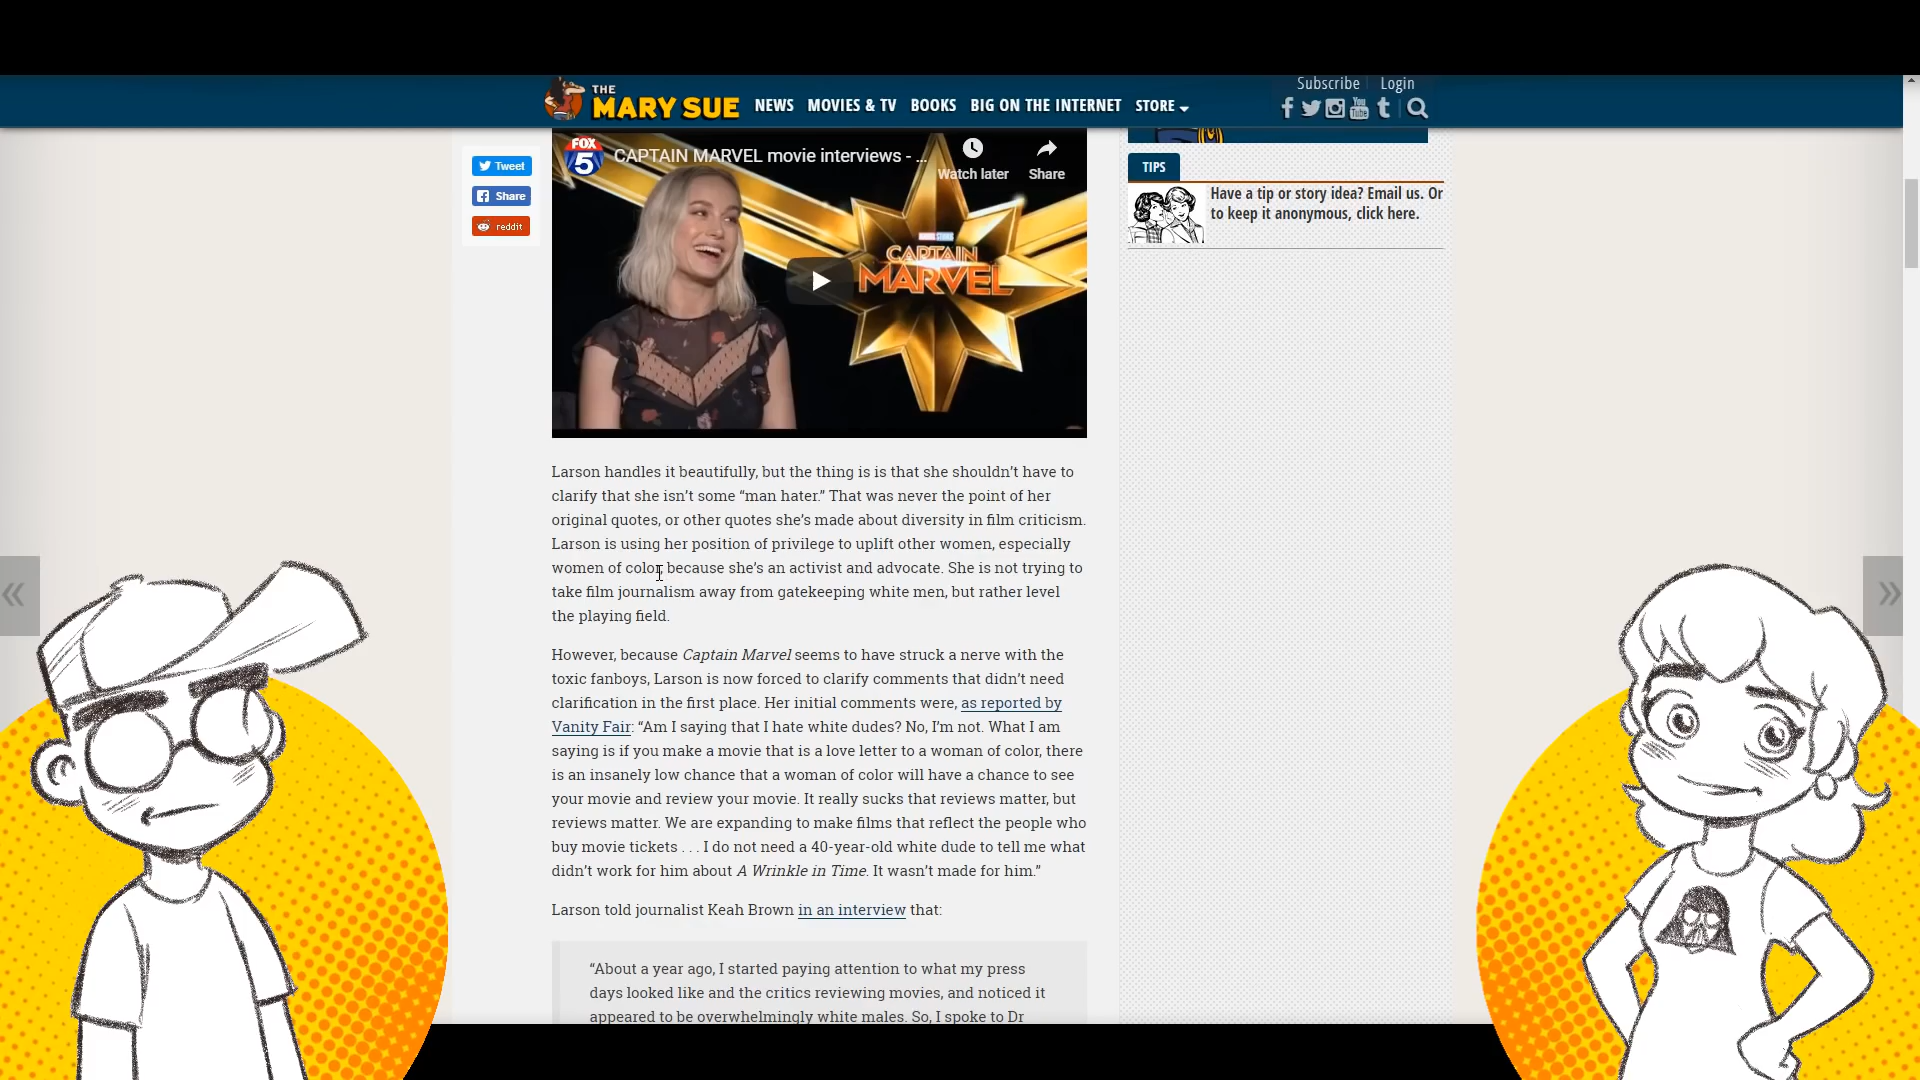 Subscribe Login
THE MARY SUE NEWS MOVIES & TV BOOKS BIG ON THE INTERNET STORE
Tweet
Share
reddit
FOX 5 CAPTAIN MARVEL movie interviews - ...
Watch later Share
CAPTAIN MARVEL
TIPS
Have a tip or story idea? Email us. Or
to keep it anonymous, click here.
Larson handles it beautifully, but the thing is is that she shouldn’t have to
clarify that she isn’t some “man hater.” That was never the point of her
original quotes, or other quotes she’s made about diversity in film criticism.
Larson is using her position of privilege to uplift other women, especially
women of color because she’s an activist and advocate. She is not trying to
take film journalism away from gatekeeping white men, but rather level
the playing field.
However, because Captain Marvel seems to have struck a nerve with the
toxic fanboys, Larson is now forced to clarify comments that didn’t need
clarification in the first place. Her initial comments were, as reported by
Vanity Fair: “Am I saying that I hate white dudes? No, I’m not. What I am
saying is if you make a movie that is a love letter to a woman of color, there
is an insanely low chance that a woman of color will have a chance to see
your movie and review your movie. It really sucks that reviews matter, but
reviews matter. We are expanding to make films that reflect the people who
buy movie tickets . . . I do not need a 40-year-old white dude to tell me what
didn’t work for him about A Wrinkle in Time. It wasn’t made for him.”
Larson told journalist Keah Brown in an interview that:
“About a year ago, I started paying attention to what my press
days looked like and the critics reviewing movies, and noticed it
appeared to be overwhelmingly white males. So, I spoke to Dr